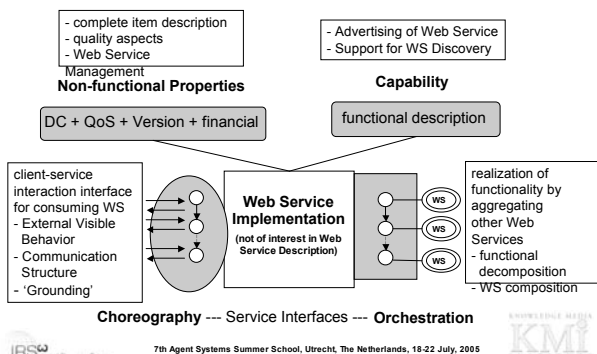 - complete item description
- quality aspects
- Web Service
Management
Non-functional Properties
- Advertising of Web Service
- Support for WS Discovery
Capability
DC + QoS + Version + financial
functional description
client-service
interaction interface
for consuming WS
- External Visible
Behavior
- Communication
Structure
- ‘Grounding’
Web Service
Implementation
(not of interest in Web
Service Description)
WS
WS
WS
realization of
functionality by
aggregating
other Web
Services
- functional
decomposition
- WS composition
Choreography --- Service Interfaces --- Orchestration
7th Agent Systems Summer School, Utrecht, The Netherlands, 18-22 July, 2005
KNOWLEDGE MEDIA
KMi